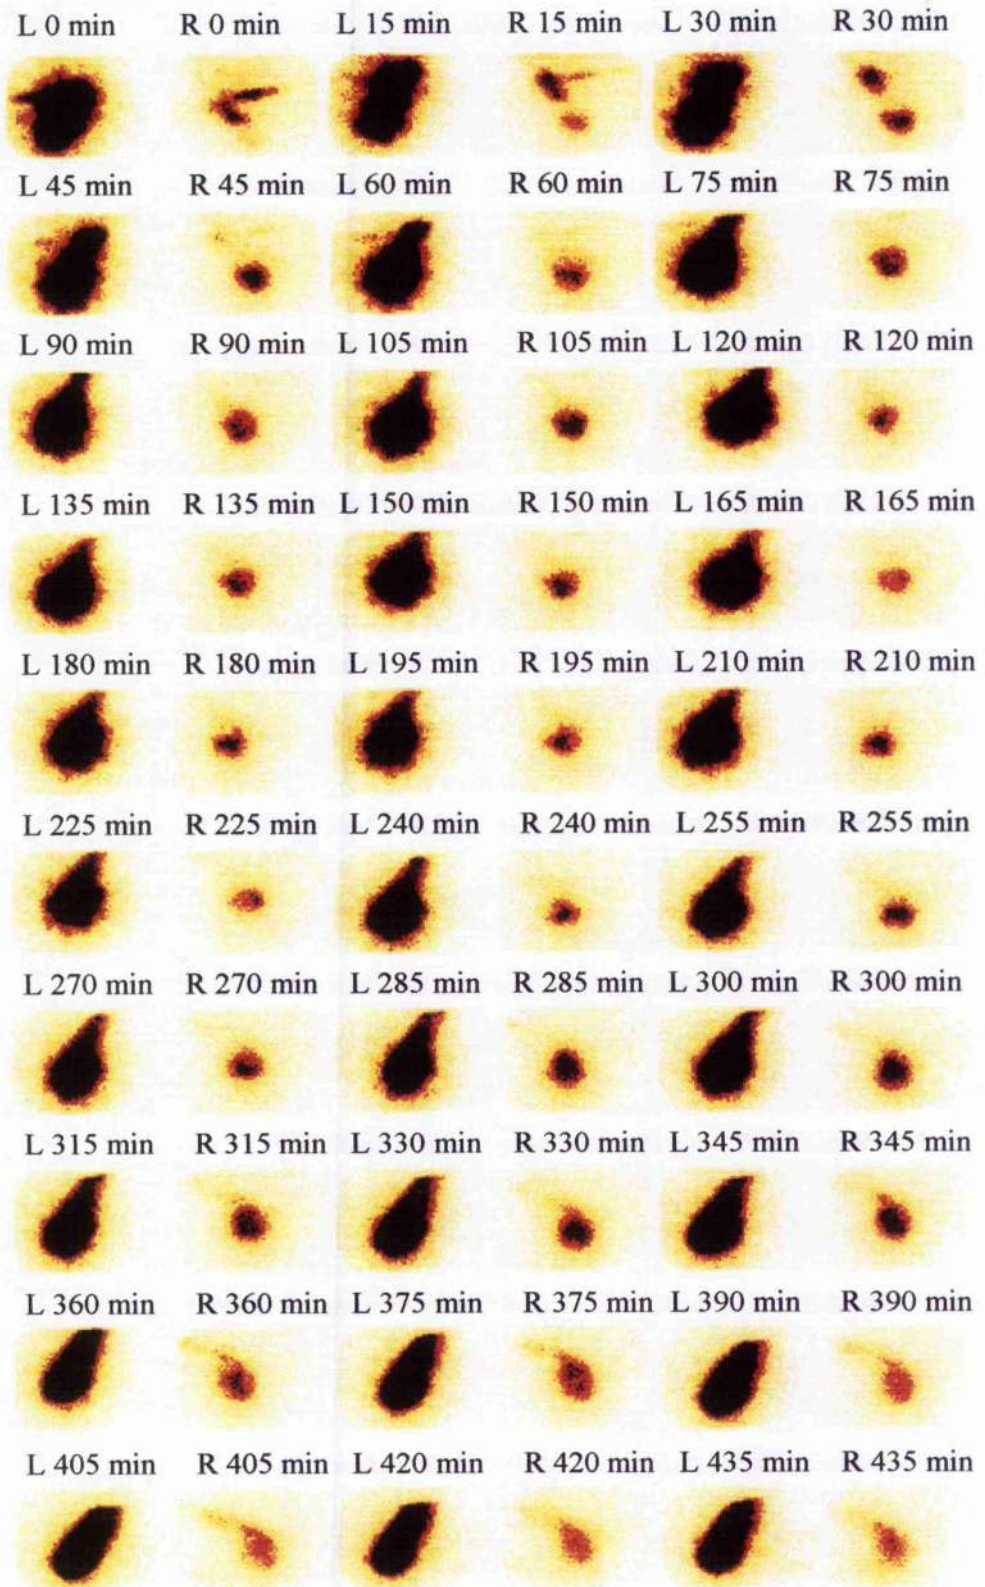 L 0 min R 0 min L 15 min R 15 min L 30 min R 30 min
L 45 min R 45 min L 60 min R 60 min L 75 min R 75 min
L 90 min R 90 min L 105 min R 105 min L 120 min R 120 min
L 135 min R 135 min L 150 min R 150 min L 165 min R 165 min
L 180 min R 180 min L 195 min R 195 min L 210 min R 210 min
L 225 min R 225 min L 240 min R 240 min L 255 min R 255 min
L 270 min R 270 min L 285 min R 285 min L 300 min R 300 min
L 315 min R 315 min L 330 min R 330 min L 345 min R 345 min
L 360 min R 360 min L 375 min R 375 min L 390 min R 390 min
L 405 min R 405 min L 420 min R 420 min L 435 min R 435 min